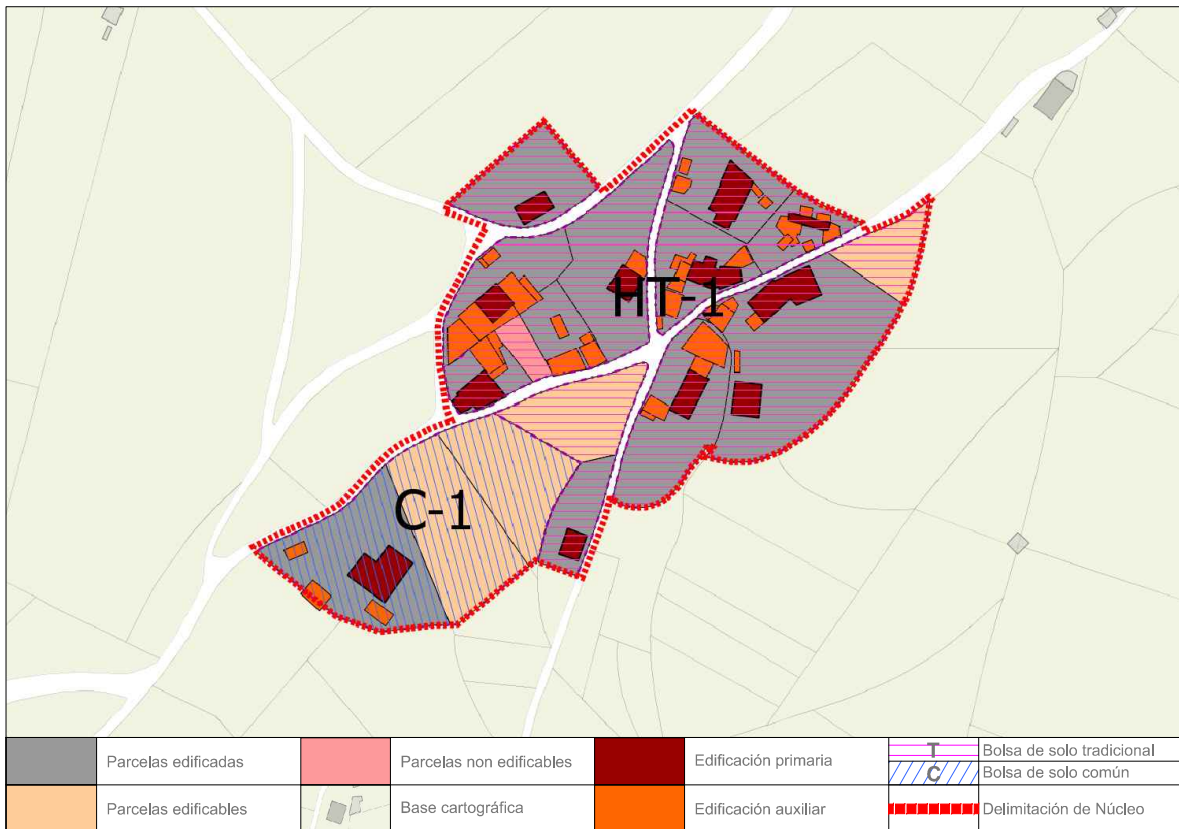 HT-1
C-1
Parcelas edificadas
Parcelas non edificables
Edificación primaria
T
Bolsa de solo tradicional
C
Bolsa de solo común
Parcelas edificables
Base cartográfica
Edificación auxiliar
Delimitación de Núcleo